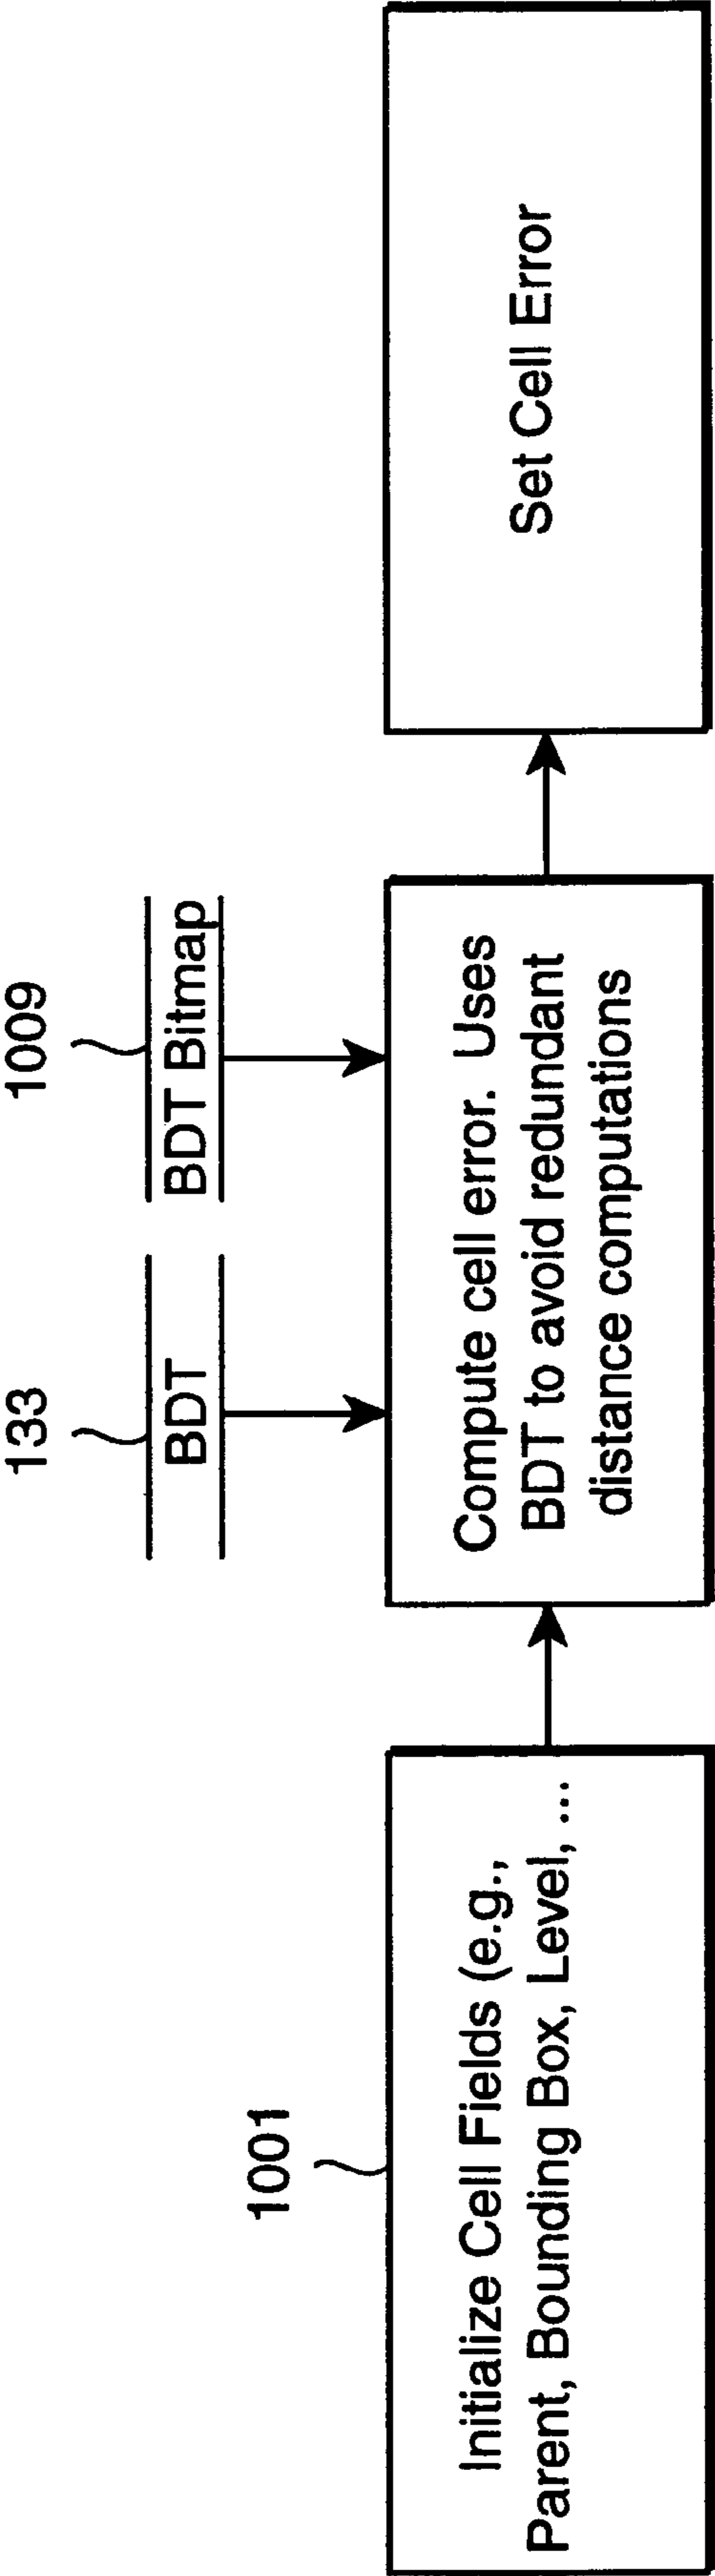 133
1009
BDT
BDT Bitmap
1001
Initialize Cell Fields (e.g.,
Parent, Bounding Box, Level, ...
Compute cell error. Uses
BDT to avoid redundant
distance computations
Set Cell Error